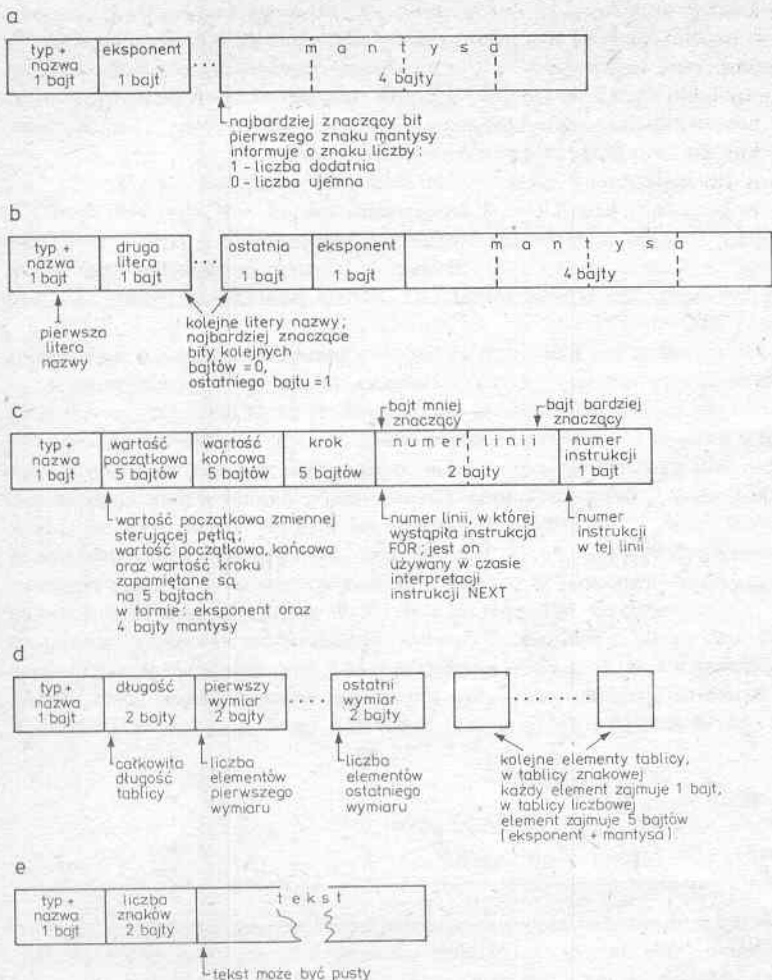 a
typ + eksponent m a n t y s a
nazwa ...
1 bajt 1 bajt 4 bajty
najbardziej znaczący bit
pierwszego znaku mantysy
informuje o znaku liczby:
1 - liczba dodatnia
0 - liczba ujemna
b
typ + druga ostatnia eksponent m a n t y s a
nazwa litera ...
1 bajt 1 bajt 1 bajt 1 bajt 4 bajty
pierwsza
litera
nazwy
kolejne litery nazwy;
najbardziej znaczące
bity kolejnych
bajtów = 0,
ostatniego bajtu = 1
c
bajt mniej
znaczący
bajt bardziej
znaczący
typ + wartość wartość krok numer linii numer
nazwa początkowa końcowa instrukcji
1 bajt 5 bajtów 5 bajtów 5 bajtów 2 bajty 1 bajt
wartość początkowa zmiennej
sterującej pętlą;
wartość początkowa, końcowa
oraz wartość kroku
zapamiętane są
na 5 bajtach
w formie: eksponent oraz
4 bajty mantysy
numer linii, w której
wystąpiła instrukcja
FOR; jest on
używany w czasie
interpretacji
instrukcji NEXT
numer
instrukcji
w tej linii
d
typ + długość pierwszy ostatni
nazwa wymiar ..... wymiar ......
1 bajt 2 bajty 2 bajty 2 bajty
całkowita
długość
tablicy
liczba
elementów
pierwszego
wymiaru
liczba
elementów
ostatniego
wymiaru
kolejne elementy tablicy,
w tablicy znakowej
każdy element zajmuje 1 bajt,
w tablicy liczbowej
element zajmuje 5 bajtów
(eksponent + mantysa).
e
typ + liczba tekst
nazwa znaków
1 bajt 2 bajty
tekst może być pusty